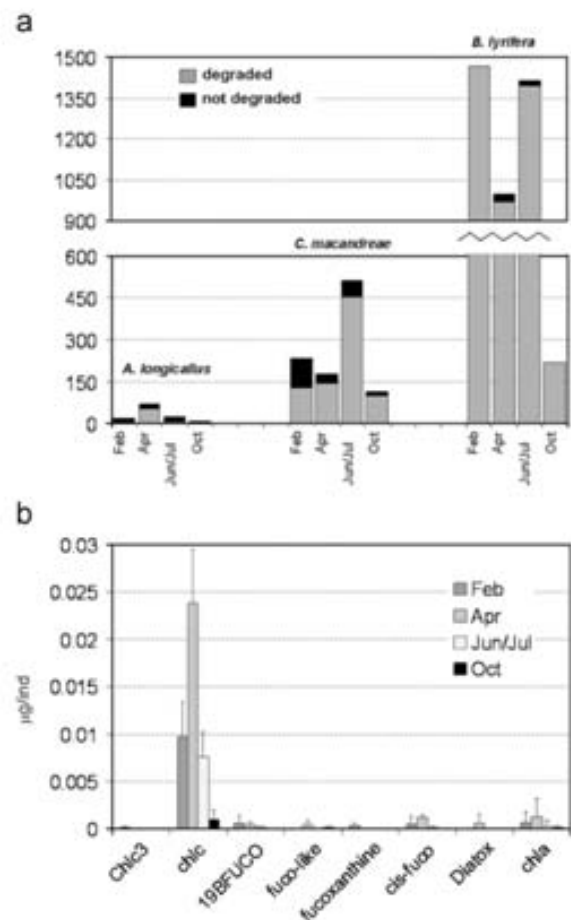 a
B. lyrifera
1500
1350
1200
1050
900
degraded
not degraded
C. macandreae
600
450
300
150
0
A. longicallus
Feb Apr Jun/Jul Oct
Feb Apr Jun/Jul Oct
Feb Apr Jun/Jul Oct
b
0.03
0.025
0.02
0.015
0.01
0.005
0
µg/ind
Feb
Apr
Jun/Jul
Oct
Chlc3
chlc
19BFUCO
fuco-like
fucoxanthine
cis-fuco
Diatox
chla